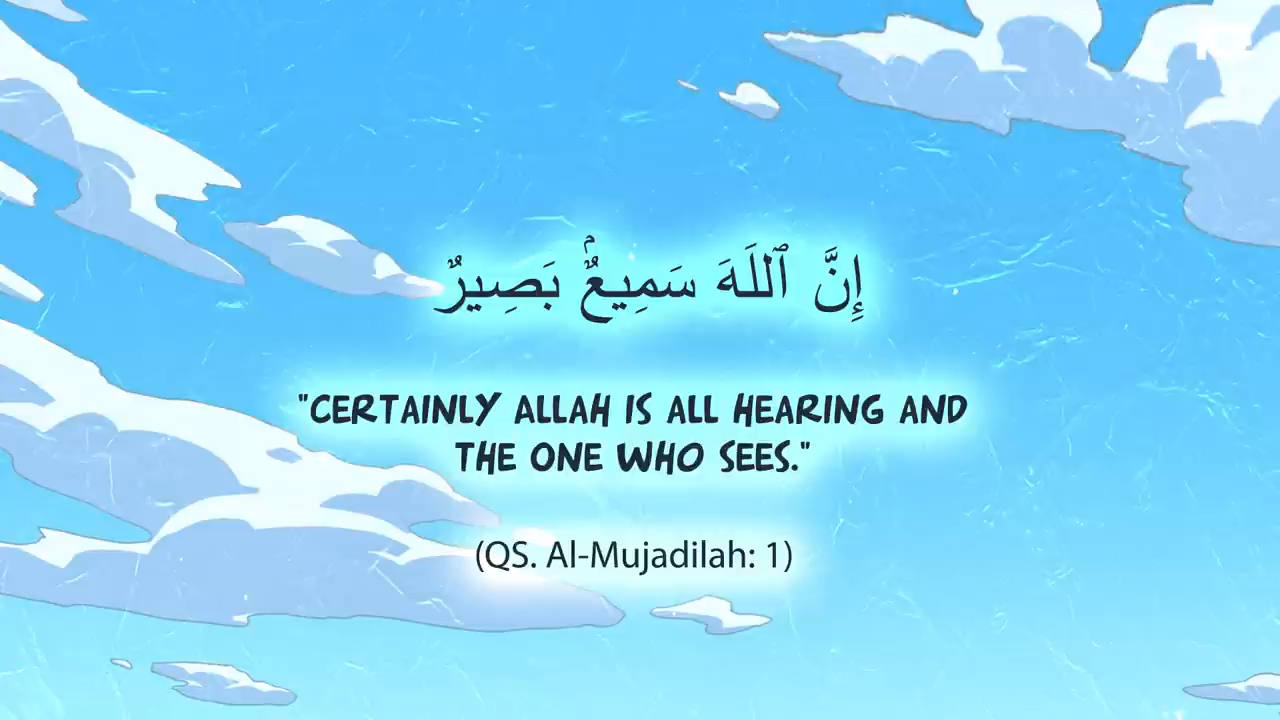 إِنَّ ٱللَهَ سَمِيعٌۢ بَصِيرٌ
"CERTAINLY ALLAH IS ALL HEARING AND
THE ONE WHO SEES."
(QS. Al-Mujadilah: 1)